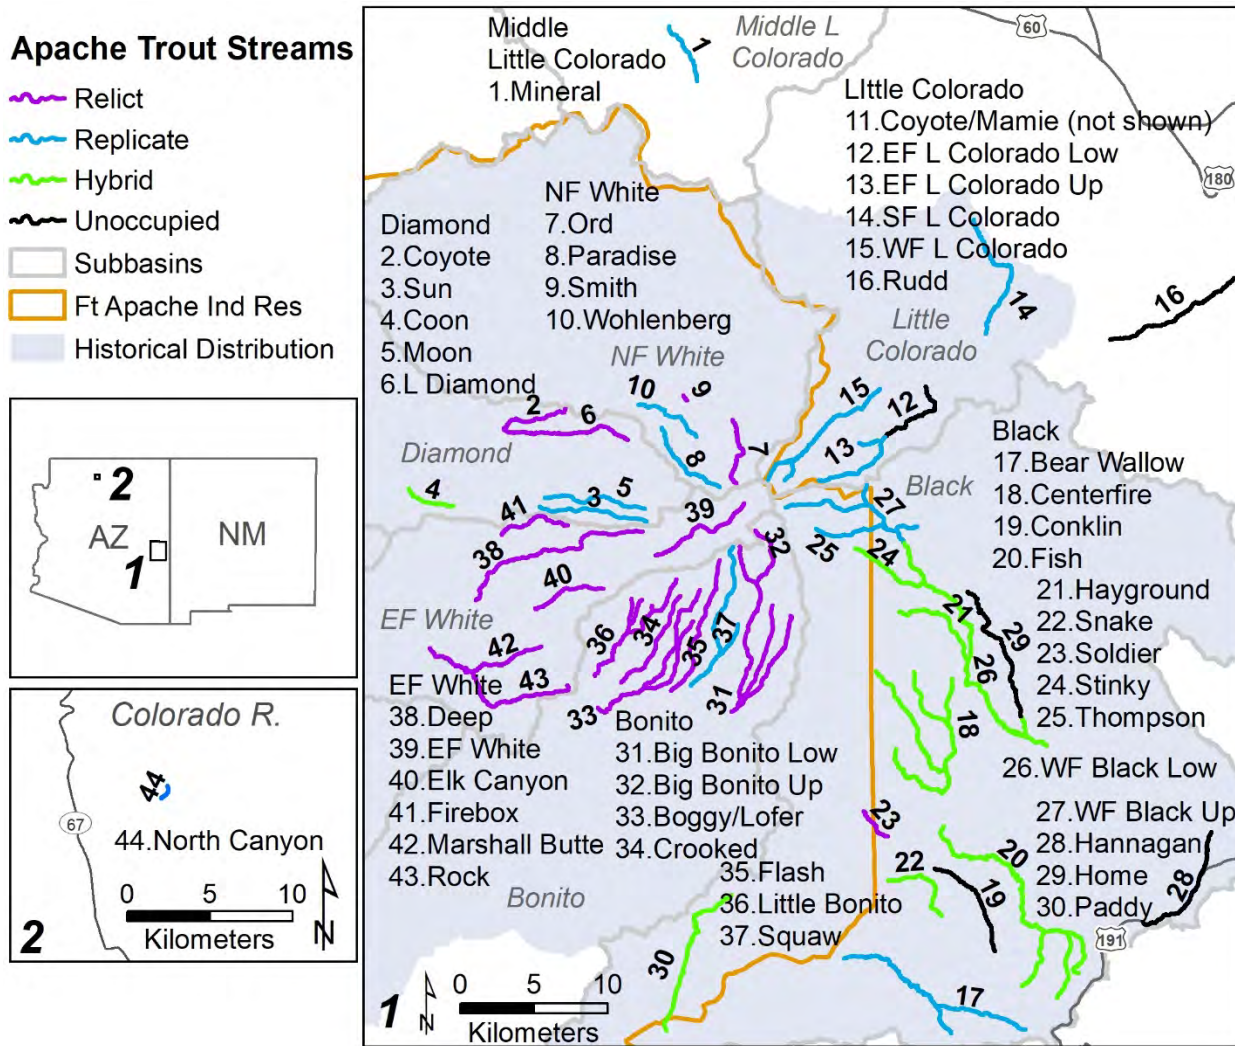 Apache Trout Streams
Relict
Replicate
Hybrid
Unoccupied
Subbasins
Ft Apache Ind Res
Historical Distribution
AZ
NM
2
1
Colorado R.
44
67
44.North Canyon
0 5 10
Kilometers
N
2
Middle
Little Colorado
1.Mineral
1
Middle L
Colorado
60
180
LIttle Colorado
11.Coyote/Mamie (not shown)
12.EF L Colorado Low
13.EF L Colorado Up
14.SF L Colorado
15.WF L Colorado
16.Rudd
14
16
Little
Colorado
NF White
7.Ord
8.Paradise
9.Smith
10.Wohlenberg
NF White
Diamond
2.Coyote
3.Sun
4.Coon
5.Moon
6.L Diamond
10
9
2
6
15
12
7
8
13
Diamond
4
3
5
41
39
38
40
32
27
25
24
Black
Black
17.Bear Wallow
18.Centerfire
19.Conklin
20.Fish
21.Hayground
22.Snake
23.Soldier
24.Stinky
25.Thompson
26.WF Black Low
27.WF Black Up
28.Hannagan
29.Home
30.Paddy
EF White
42
43
36
34
35
37
33
31
21
29
26
18
EF White
38.Deep
39.EF White
40.Elk Canyon
41.Firebox
42.Marshall Butte
43.Rock
Bonito
31.Big Bonito Low
32.Big Bonito Up
33.Boggy/Lofer
34.Crooked
35.Flash
36.Little Bonito
37.Squaw
Bonito
23
22
19
20
28
191
30
17
1
N
0 5 10
Kilometers